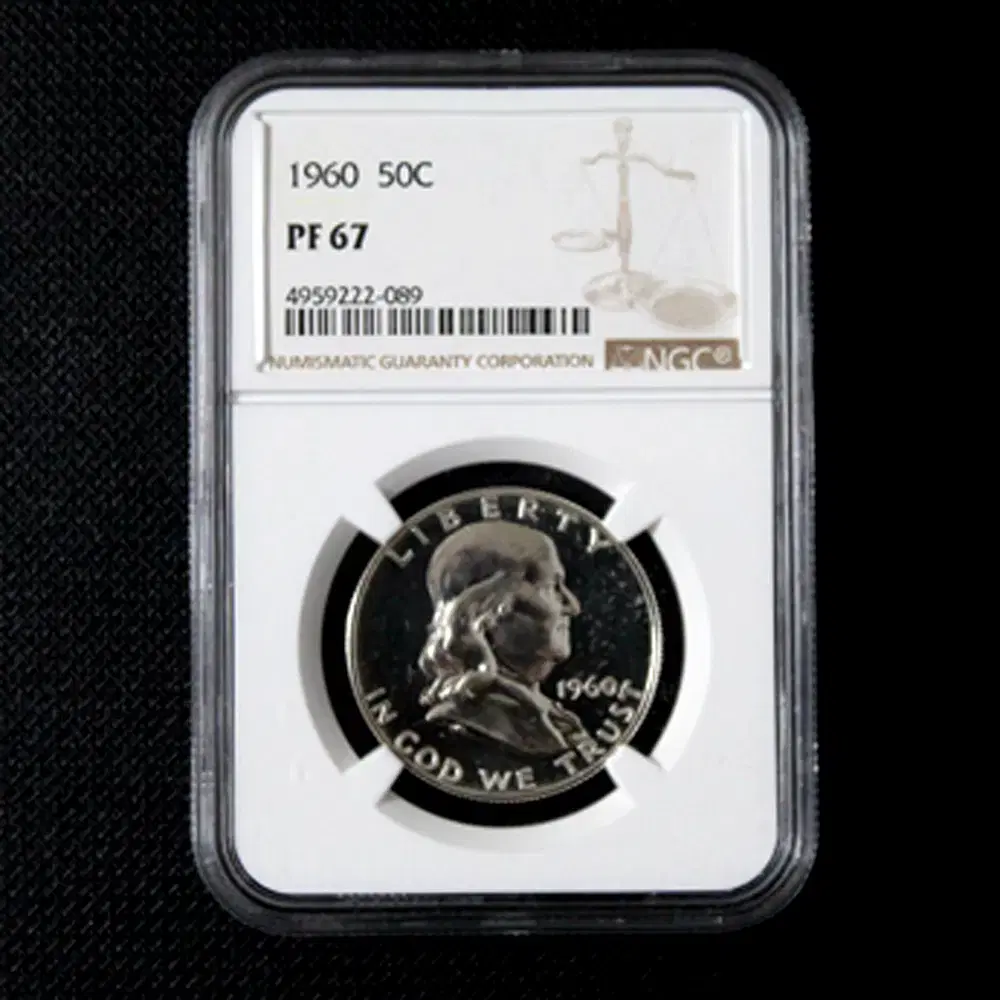 1960 50C
PF 67
4959222-089
NUMISMATIC GUARANTY CORPORATION NGC®
LIBERTY
1960
IN GOD WE TRUST